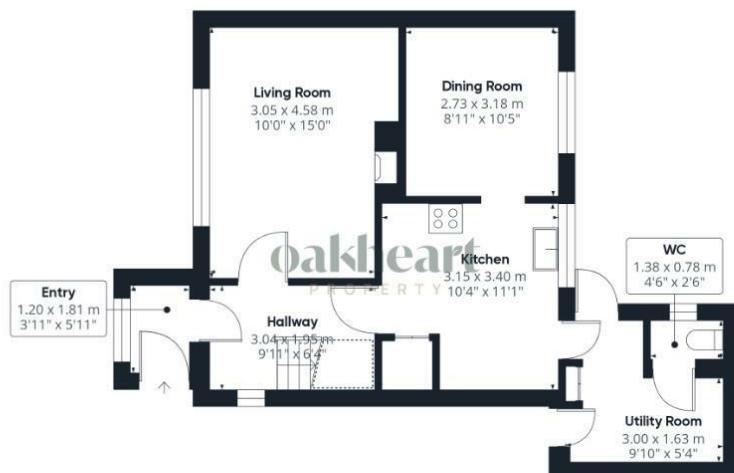 Living Room
3.05 x 4.58 m
10'0" x 15'0"
Dining Room
2.73 x 3.18 m
8'11" x 10'5"
oakheart
PROPERTY
Kitchen
3.15 x 3.40 m
10'4" x 11'1"
WC
1.38 x 0.78 m
4'6" x 2'6"
Entry
1.20 x 1.81 m
3'11" x 5'11"
Hallway
3.04 x 1.95 m
9'11" x 6'4"
Utility Room
3.00 x 1.63 m
9'10" x 5'4"